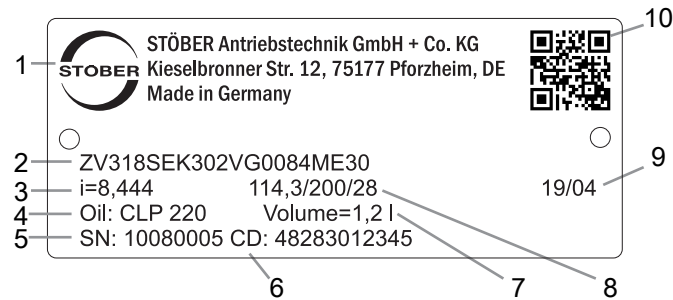 10
STÖBER Antriebstechnik GmbH + Co. KG
1 STÖBER Kieselbronner Str. 12, 75177 Pforzheim, DE
Made in Germany
2 ZV318SEK302VG0084ME30
9
3 i=8,444 114,3/200/28 19/04
4 Oil: CLP 220 Volume=1,2 l
5 SN: 10080005 CD: 48283012345
6 7 8